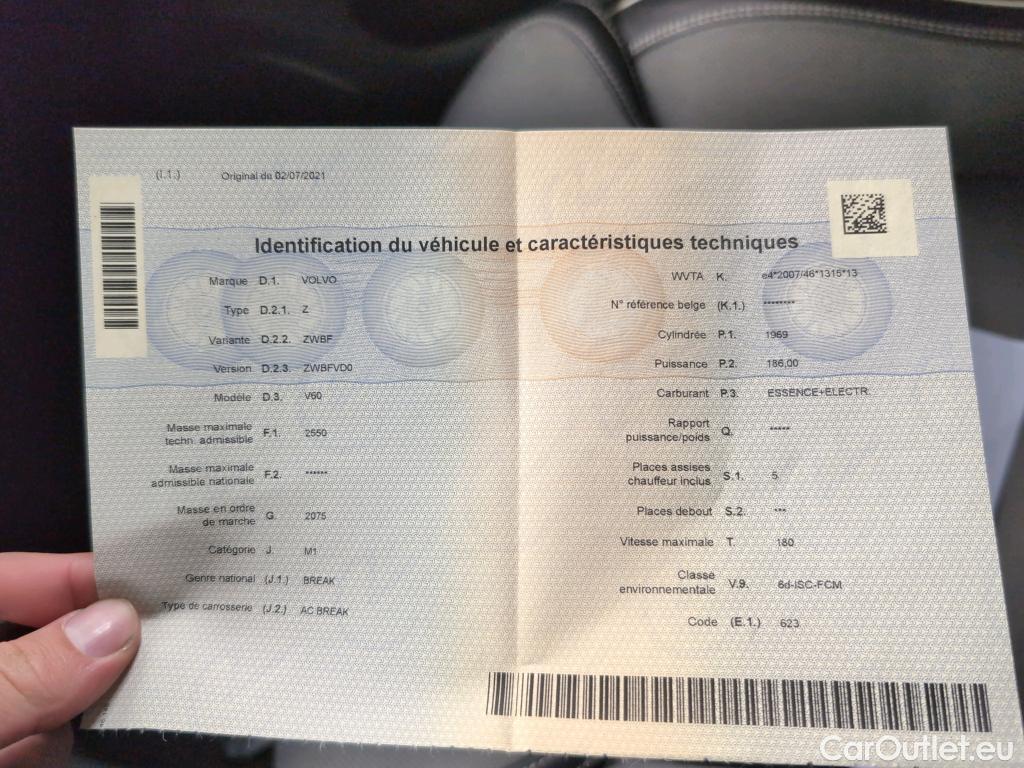 (I.1.) Original du 02/07/2021
Identification du véhicule et caractéristiques techniques
Marque D.1. VOLVO
Type D.2.1. Z
Variante D.2.2. ZWBF
Version D.2.3. ZWBFVD0
Modèle D.3. V60
Masse maximale
techn. admissible F.1. 2550
Masse maximale
admissible nationale F.2. ******
Masse en ordre
de marche G. 2075
Catégorie J. M1
Genre national (J.1.) BREAK
Type de carrosserie (J.2.) AC BREAK
WVTA K. e4*2007/46*1315*13
N° référence belge (K.1.) ********
Cylindrée P.1. 1969
Puissance P.2. 186,00
Carburant P.3. ESSENCE+ELECTR.
Rapport
puissance/poids Q. *****
Places assises
chauffeur inclus S.1. 5
Places debout S.2. ***
Vitesse maximale T. 180
Classe
environnementale V.9. 6d-ISC-FCM
Code (E.1.) 623
CarOutlet.eu